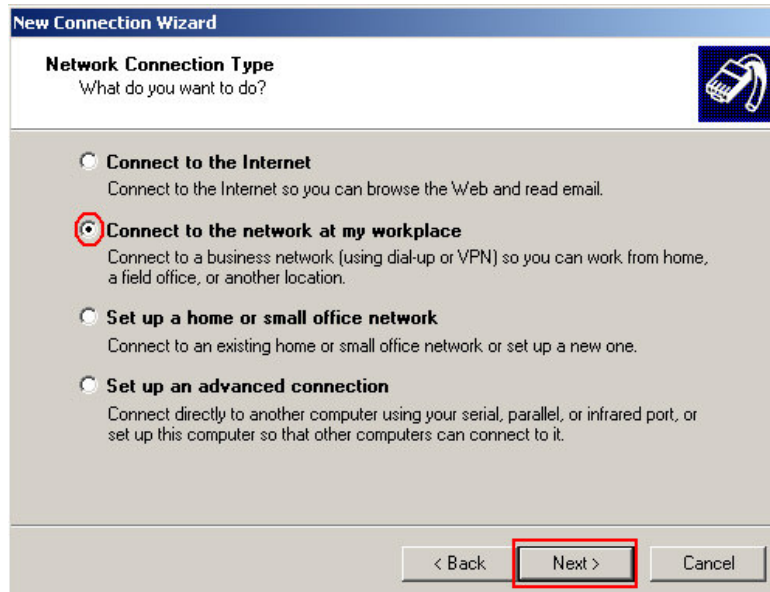 New Connection Wizard
Network Connection Type
What do you want to do?
Connect to the Internet
Connect to the Internet so you can browse the Web and read email.
Connect to the network at my workplace
Connect to a business network (using dial-up or VPN) so you can work from home,
a field office, or another location.
Set up a home or small office network
Connect to an existing home or small office network or set up a new one.
Set up an advanced connection
Connect directly to another computer using your serial, parallel, or infrared port, or
set up this computer so that other computers can connect to it.
< Back Next > Cancel